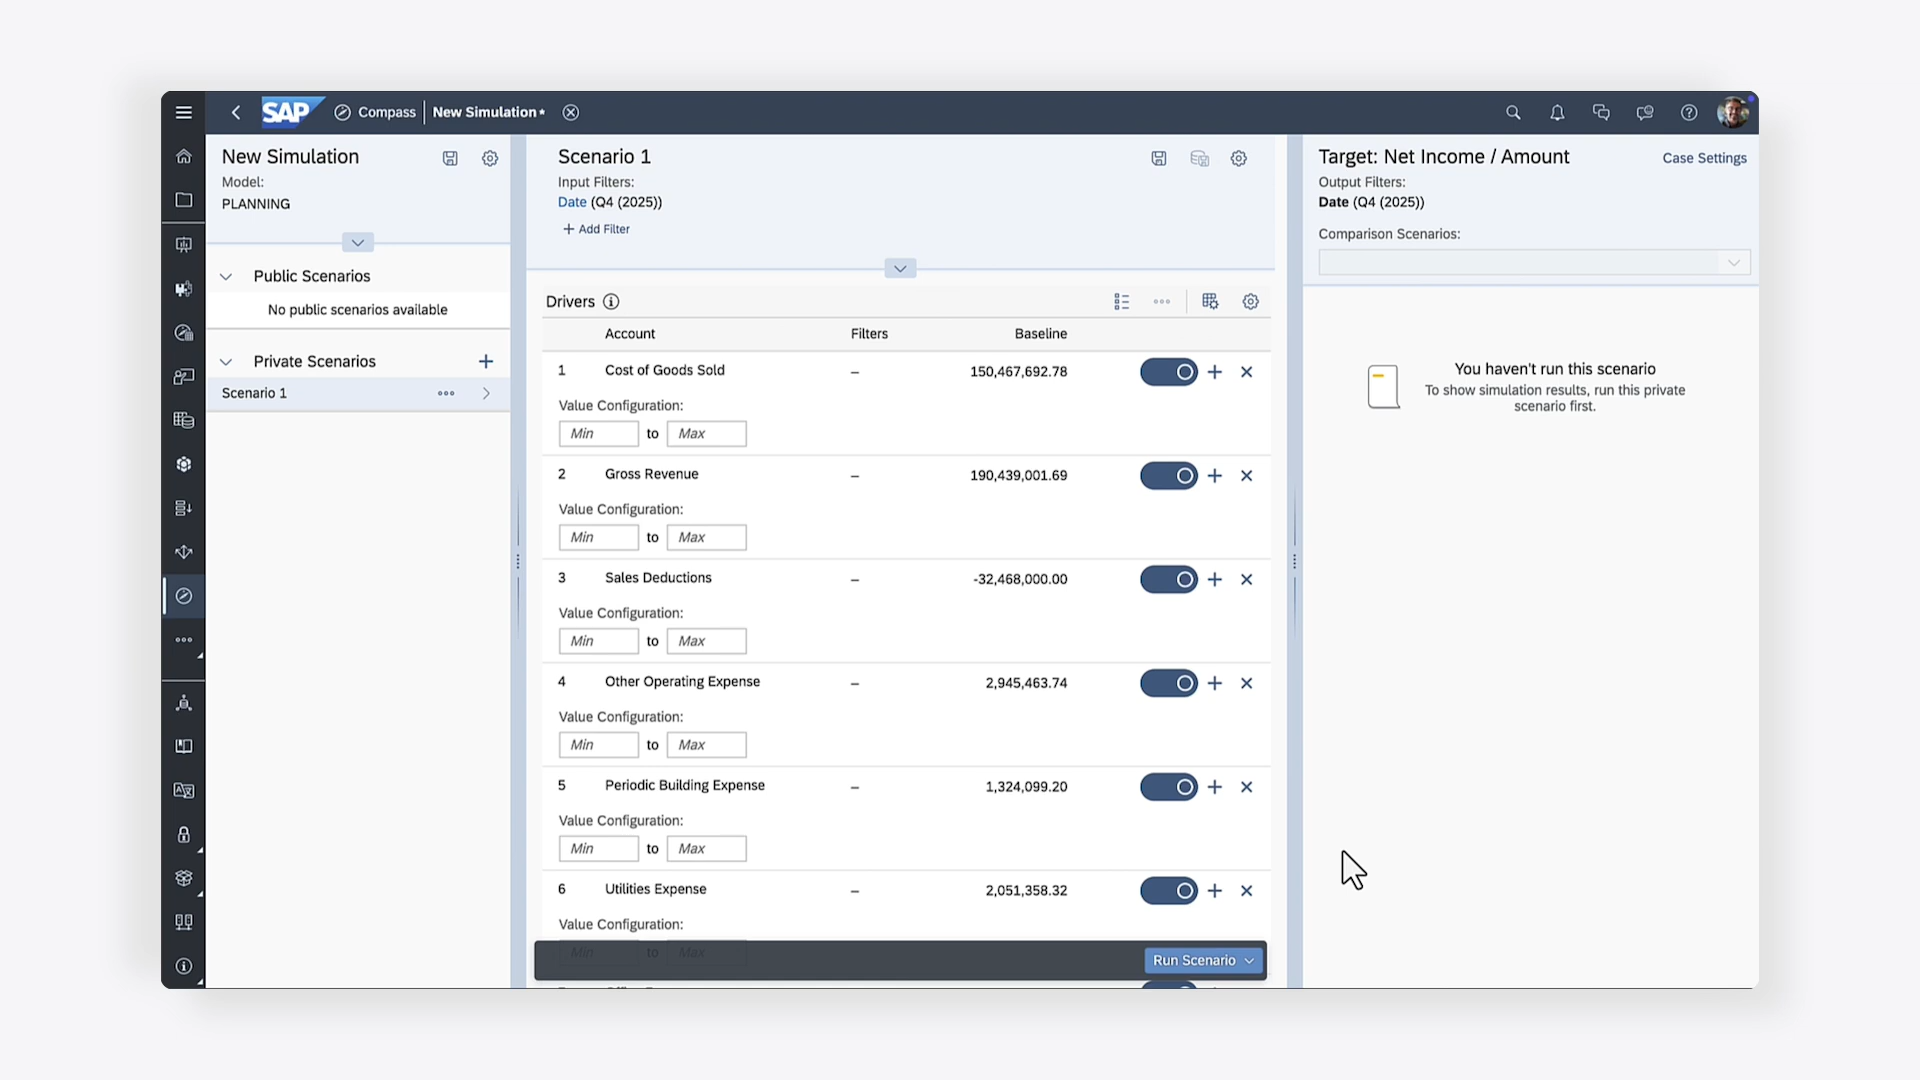 SAP Compass New Simulation*
New Simulation
Model:
PLANNING
Public Scenarios
No public scenarios available
Private Scenarios
Scenario 1
Scenario 1
Input Filters:
Date (Q4 (2025))
Add Filter
Drivers
Account Filters Baseline
1 Cost of Goods Sold – 150,467,692.78
Value Configuration:
Min to Max
2 Gross Revenue – 190,439,001.69
Value Configuration:
Min to Max
3 Sales Deductions – -32,468,000.00
Value Configuration:
Min to Max
4 Other Operating Expense – 2,945,463.74
Value Configuration:
Min to Max
5 Periodic Building Expense – 1,324,099.20
Value Configuration:
Min to Max
6 Utilities Expense – 2,051,358.32
Value Configuration:
Min to Max
Run Scenario
Target: Net Income / Amount Case Settings
Output Filters:
Date (Q4 (2025))
Comparison Scenarios:
You haven't run this scenario
To show simulation results, run this private
scenario first.